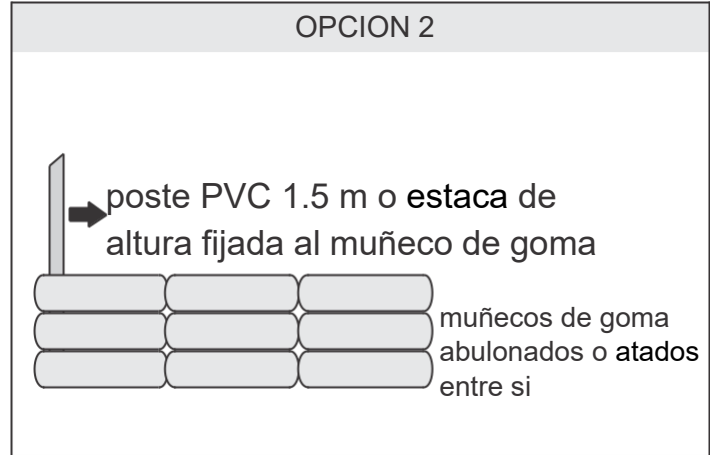 OPCION 2
poste PVC 1.5 m o estaca de
altura fijada al muñeco de goma
muñecos de goma
abulonados o atados
entre si